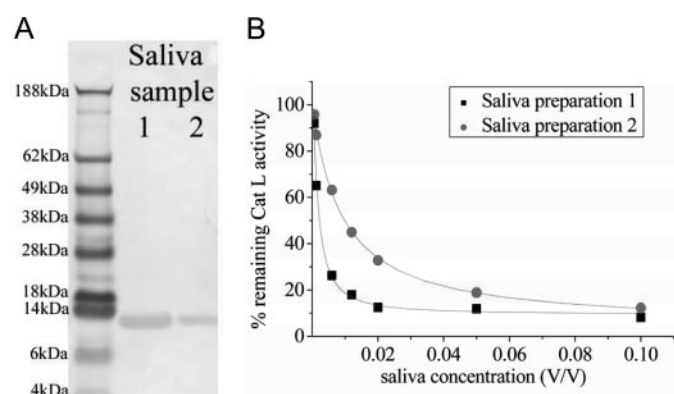 A
Saliva
sample
1 2
188kDa
62kDa
49kDa
38kDa
28kDa
18kDa
14kDa
6kDa
4kDa
B
Saliva preparation 1
Saliva preparation 2
% remaining Cat L activity
100
80
60
40
20
0
0.02 0.04 0.06 0.08 0.10
saliva concentration (V/V)